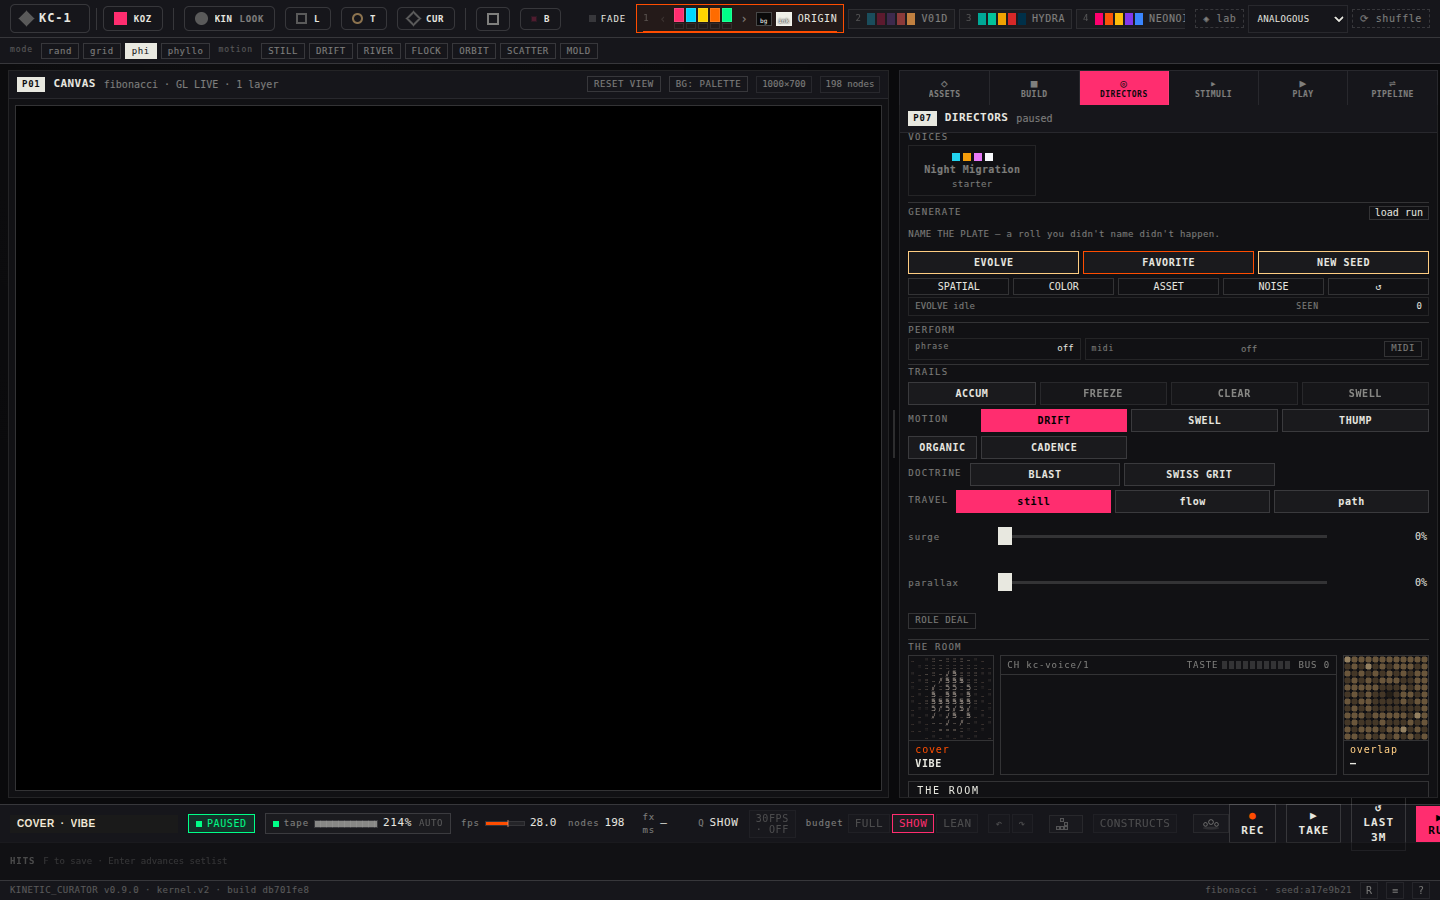 KC-1
KOZ
KIN LOOK
L
T
CUR
B
FADE
1 ‹ › bg ORIGIN
2 V01D
3 HYDRA
4 NEONO
◈ lab
ANALOGOUS
⟳ shuffle
mode rand grid phi phyllo motion STILL DRIFT RIVER FLOCK ORBIT SCATTER MOLD
P01 CANVAS fibonacci · GL LIVE · 1 layer
RESET VIEW BG: PALETTE 1000×700 198 nodes
ASSETS BUILD DIRECTORS STIMULI PLAY PIPELINE
P07 DIRECTORS paused
VOICES
Night Migration
starter
GENERATE load run
NAME THE PLATE — a roll you didn't name didn't happen.
EVOLVE FAVORITE NEW SEED
SPATIAL COLOR ASSET NOISE ↺
EVOLVE idle SEEN 0
PERFORM
phrase off midi off MIDI
TRAILS
ACCUM FREEZE CLEAR SWELL
MOTION DRIFT SWELL THUMP
ORGANIC CADENCE
DOCTRINE BLAST SWISS GRIT
TRAVEL still flow path
surge 0%
parallax 0%
ROLE DEAL
THE ROOM
CH kc-voice/1 TASTE BUS 0
cover
VIBE
overlap
—
THE ROOM
COVER · VIBE
PAUSED
tape 214% AUTO
fps 28.0
nodes 198
fx ms —
Q SHOW
30FPS · OFF
budget FULL SHOW LEAN
↶ ↷
CONSTRUCTS
● REC
▶ TAKE
↺ LAST 3M
▶ RU
HITS F to save · Enter advances setlist
KINETIC_CURATOR v0.9.0 · kernel.v2 · build db701fe8
fibonacci · seed:a17e9b21 R ≡ ?